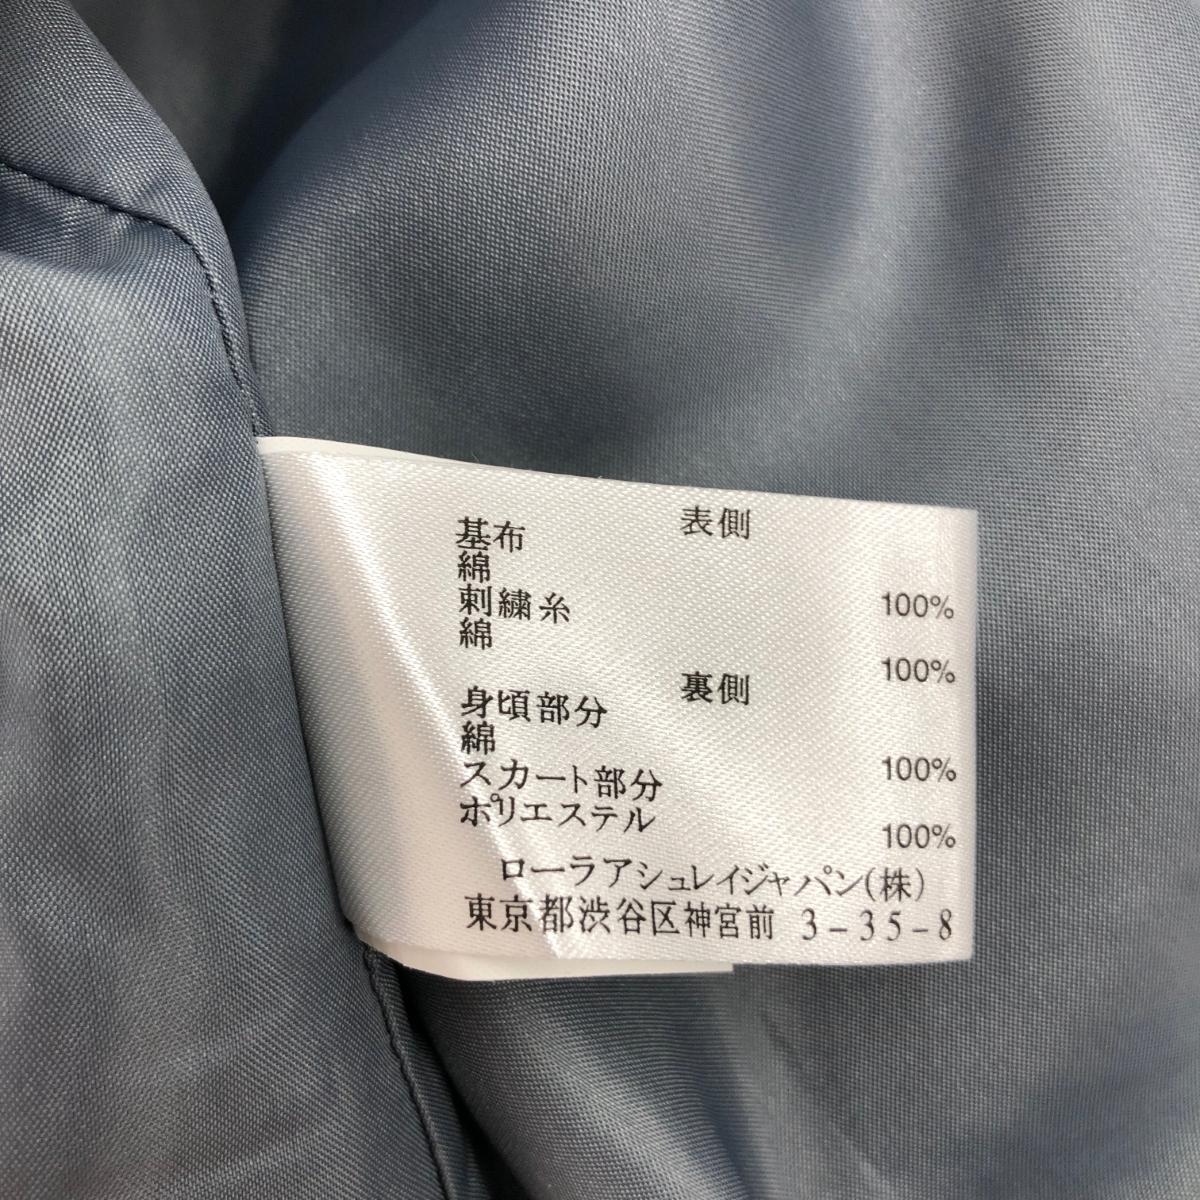 表側
基布
綿 100%
刺繍糸
綿 100%
裏側
身頃部分
綿 100%
スカート部分
ポリエステル 100%
ローラアシュレイジャパン(株)
東京都渋谷区神宮前 3-35-8